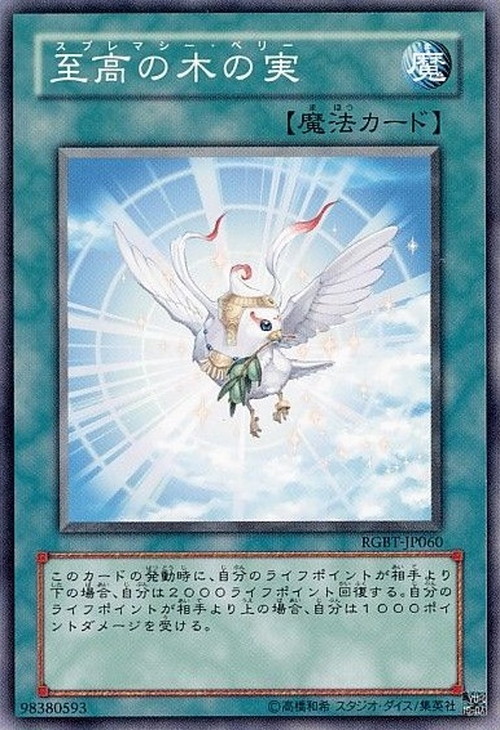 スプレマシー・ベリー
至高の木の実
魔
まほう
【魔法カード】
RGBT-JP060
このカードの発動時に、自分のライフポイントが相手より
下の場合、自分は2000ライフポイント回復する。自分の
ライフポイントが相手より上の場合、自分は1000ポイ
ントダメージを受ける。
98380593
©高橋和希 スタジオ・ダイス/集英社